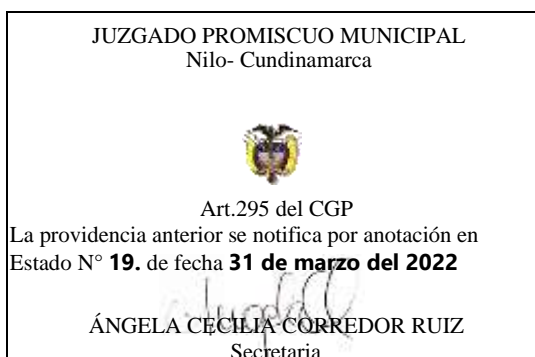 JUZGADO PROMISCUO MUNICIPAL
Nilo- Cundinamarca
Art.295 del CGP
La providencia anterior se notifica por anotación en
Estado N° 19. de fecha 31 de marzo del 2022
ÁNGELA CECILIA CORREDOR RUIZ
Secretaria